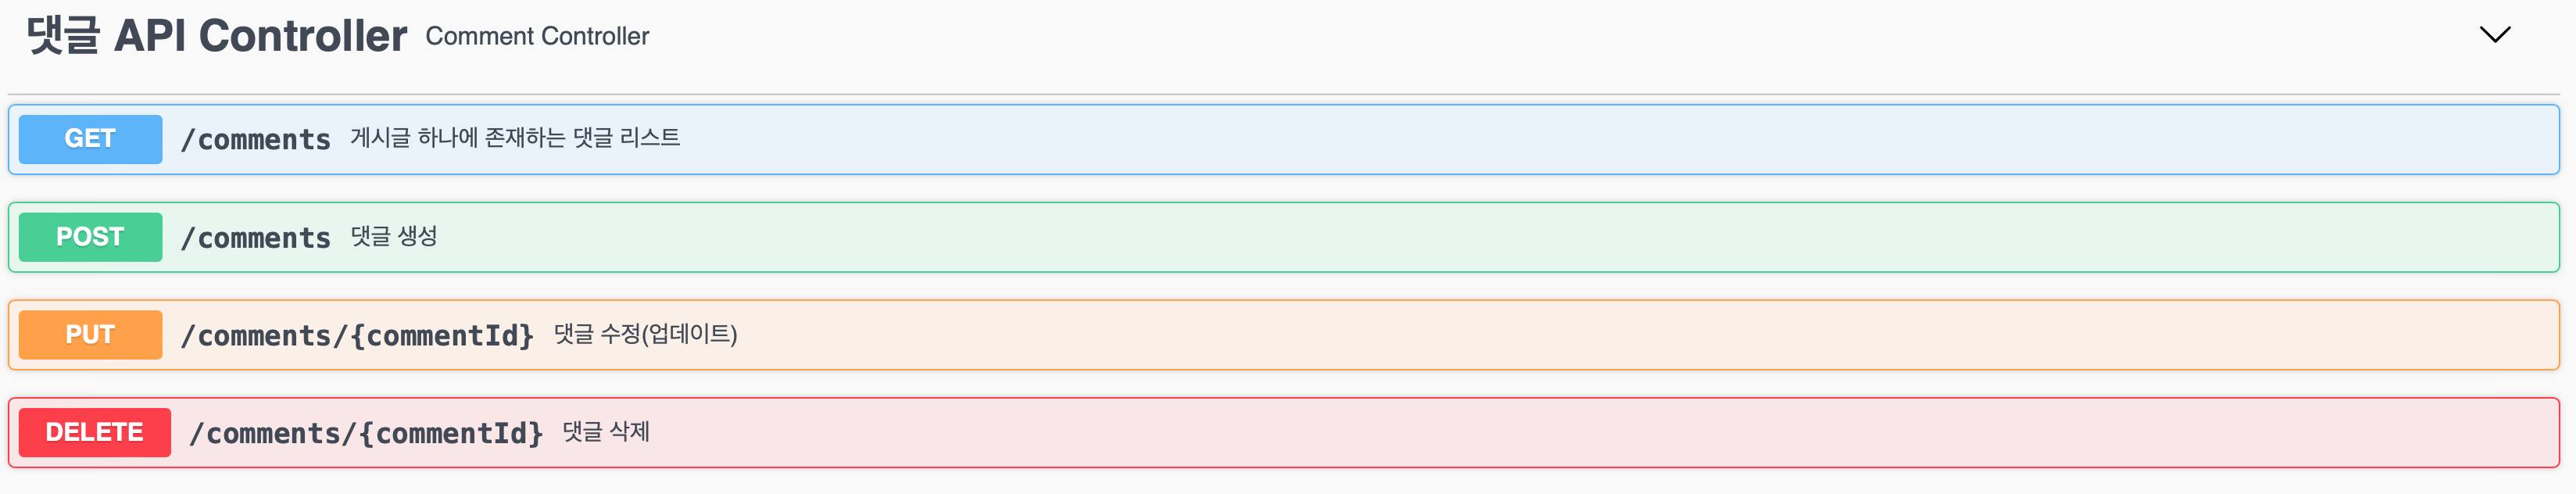 댓글 API Controller Comment Controller
GET /comments 게시글 하나에 존재하는 댓글 리스트
POST /comments 댓글 생성
PUT /comments/{commentId} 댓글 수정(업데이트)
DELETE /comments/{commentId} 댓글 삭제